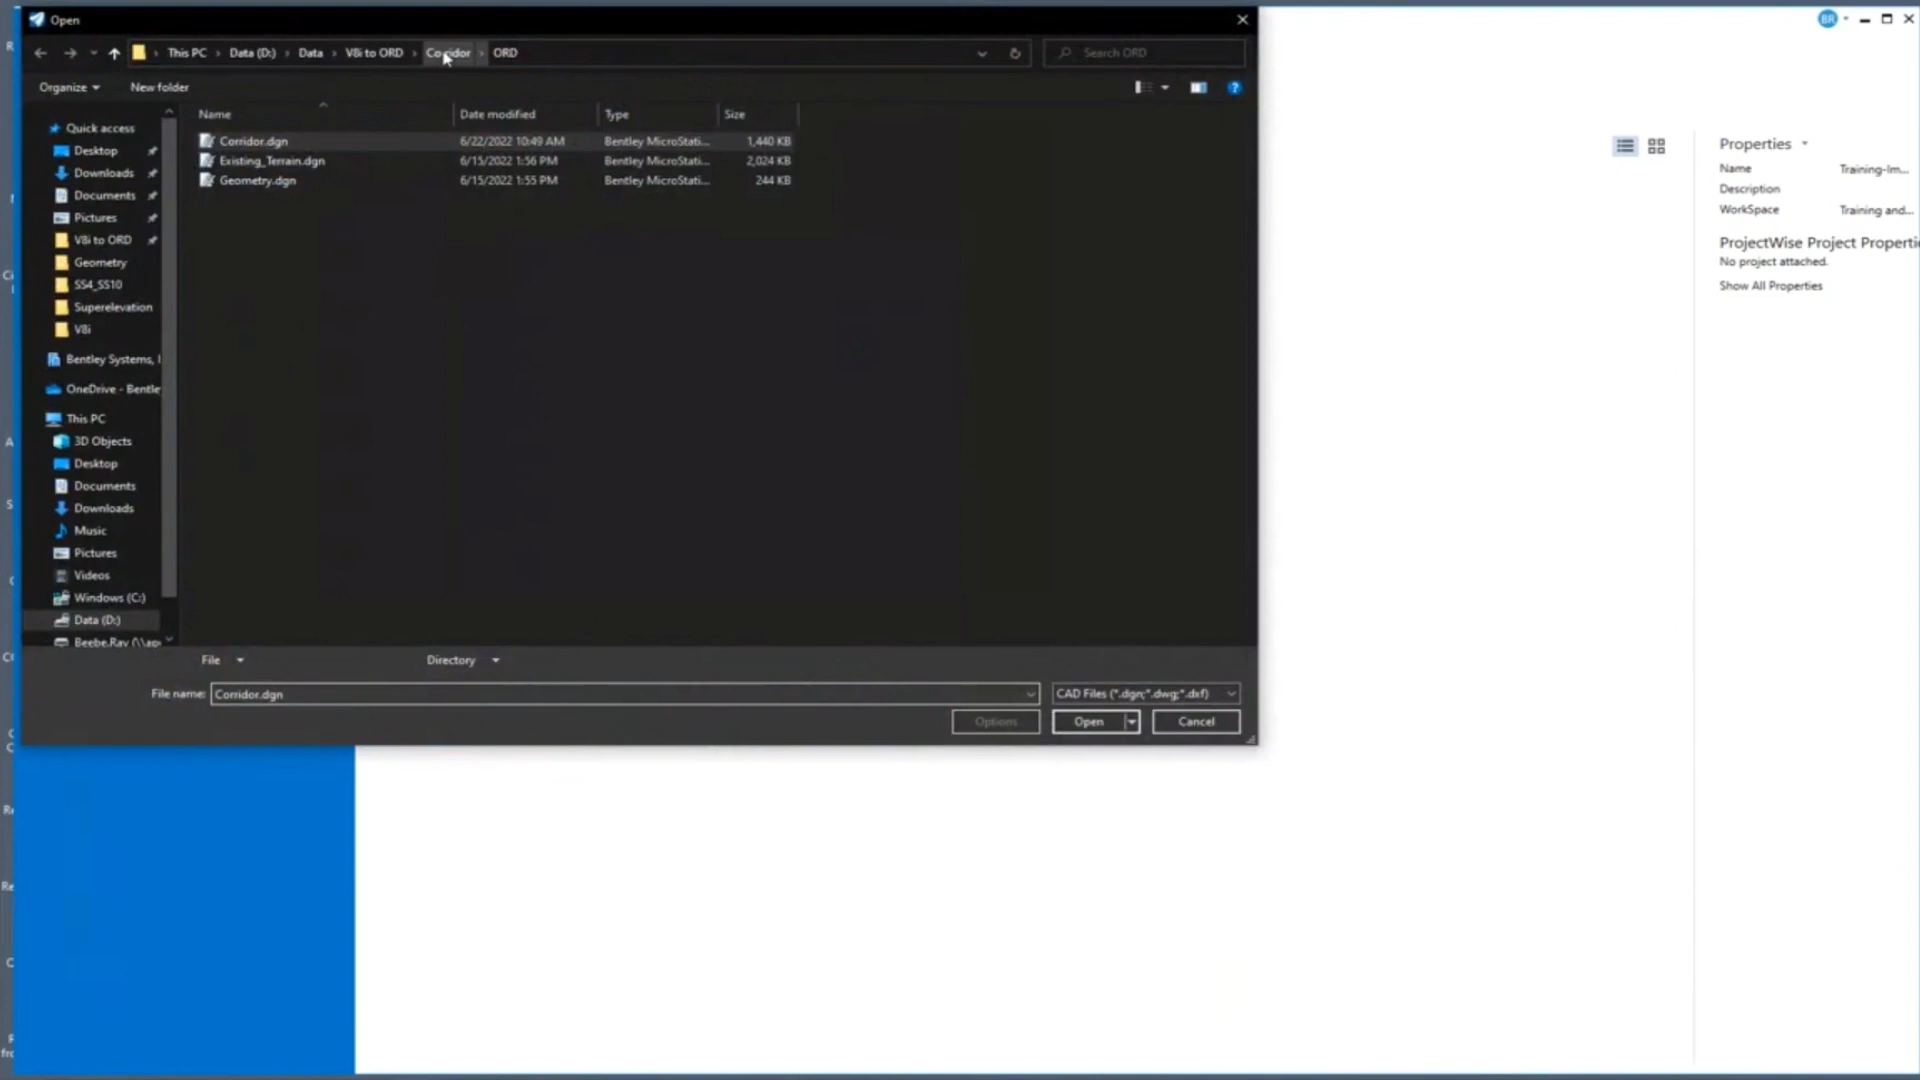 Open
BR
This PC > Data (D:) > Data > V8i to ORD > Corridor > ORD
Search ORD
Organize
New folder
Name
Date modified
Type
Size
Quick access
Desktop
Downloads
Documents
Pictures
V8i to ORD
Geometry
SS4_SS10
Superelevation
V8i
Bentley Systems, I
OneDrive - Bentle
This PC
3D Objects
Desktop
Documents
Downloads
Music
Pictures
Videos
Windows (C:)
Data (D:)
Beebe.Ray (\\ap
Corridor.dgn 6/22/2022 10:49 AM Bentley MicroStati... 1,440 KB
Existing_Terrain.dgn 6/15/2022 1:56 PM Bentley MicroStati... 2,024 KB
Geometry.dgn 6/15/2022 1:55 PM Bentley MicroStati... 244 KB
File
Directory
File name: Corridor.dgn
CAD Files (*.dgn;*.dwg;*.dxf)
Options
Open
Cancel
Properties
Name Training-Im...
Description
WorkSpace Training and...
ProjectWise Project Properti
No project attached.
Show All Properties